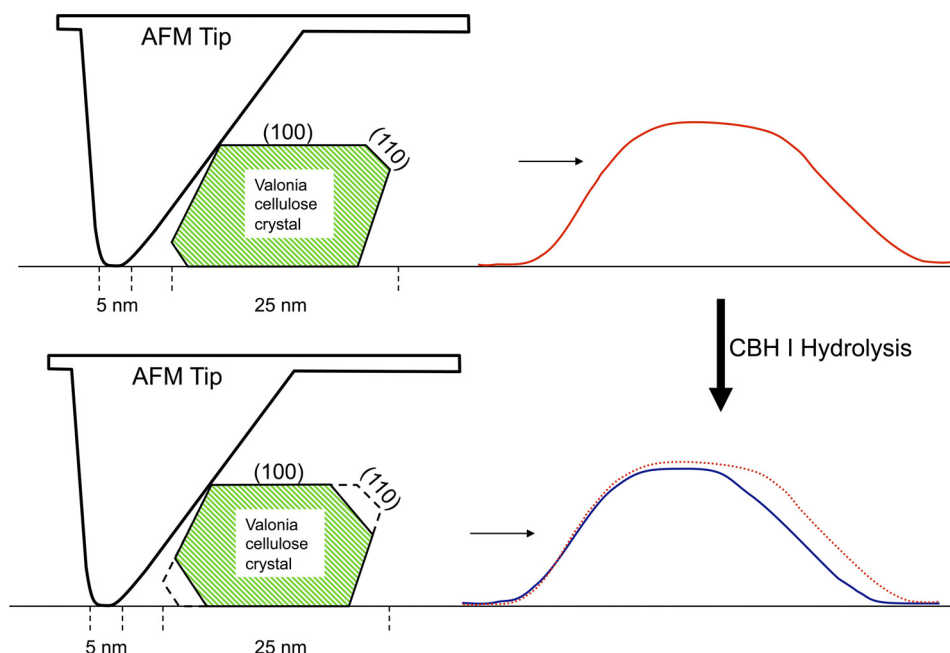 AFM Tip
(100)
(110)
Valonia
cellulose
crystal
5 nm
25 nm
CBH I Hydrolysis
AFM Tip
(100)
(110)
Valonia
cellulose
crystal
5 nm
25 nm